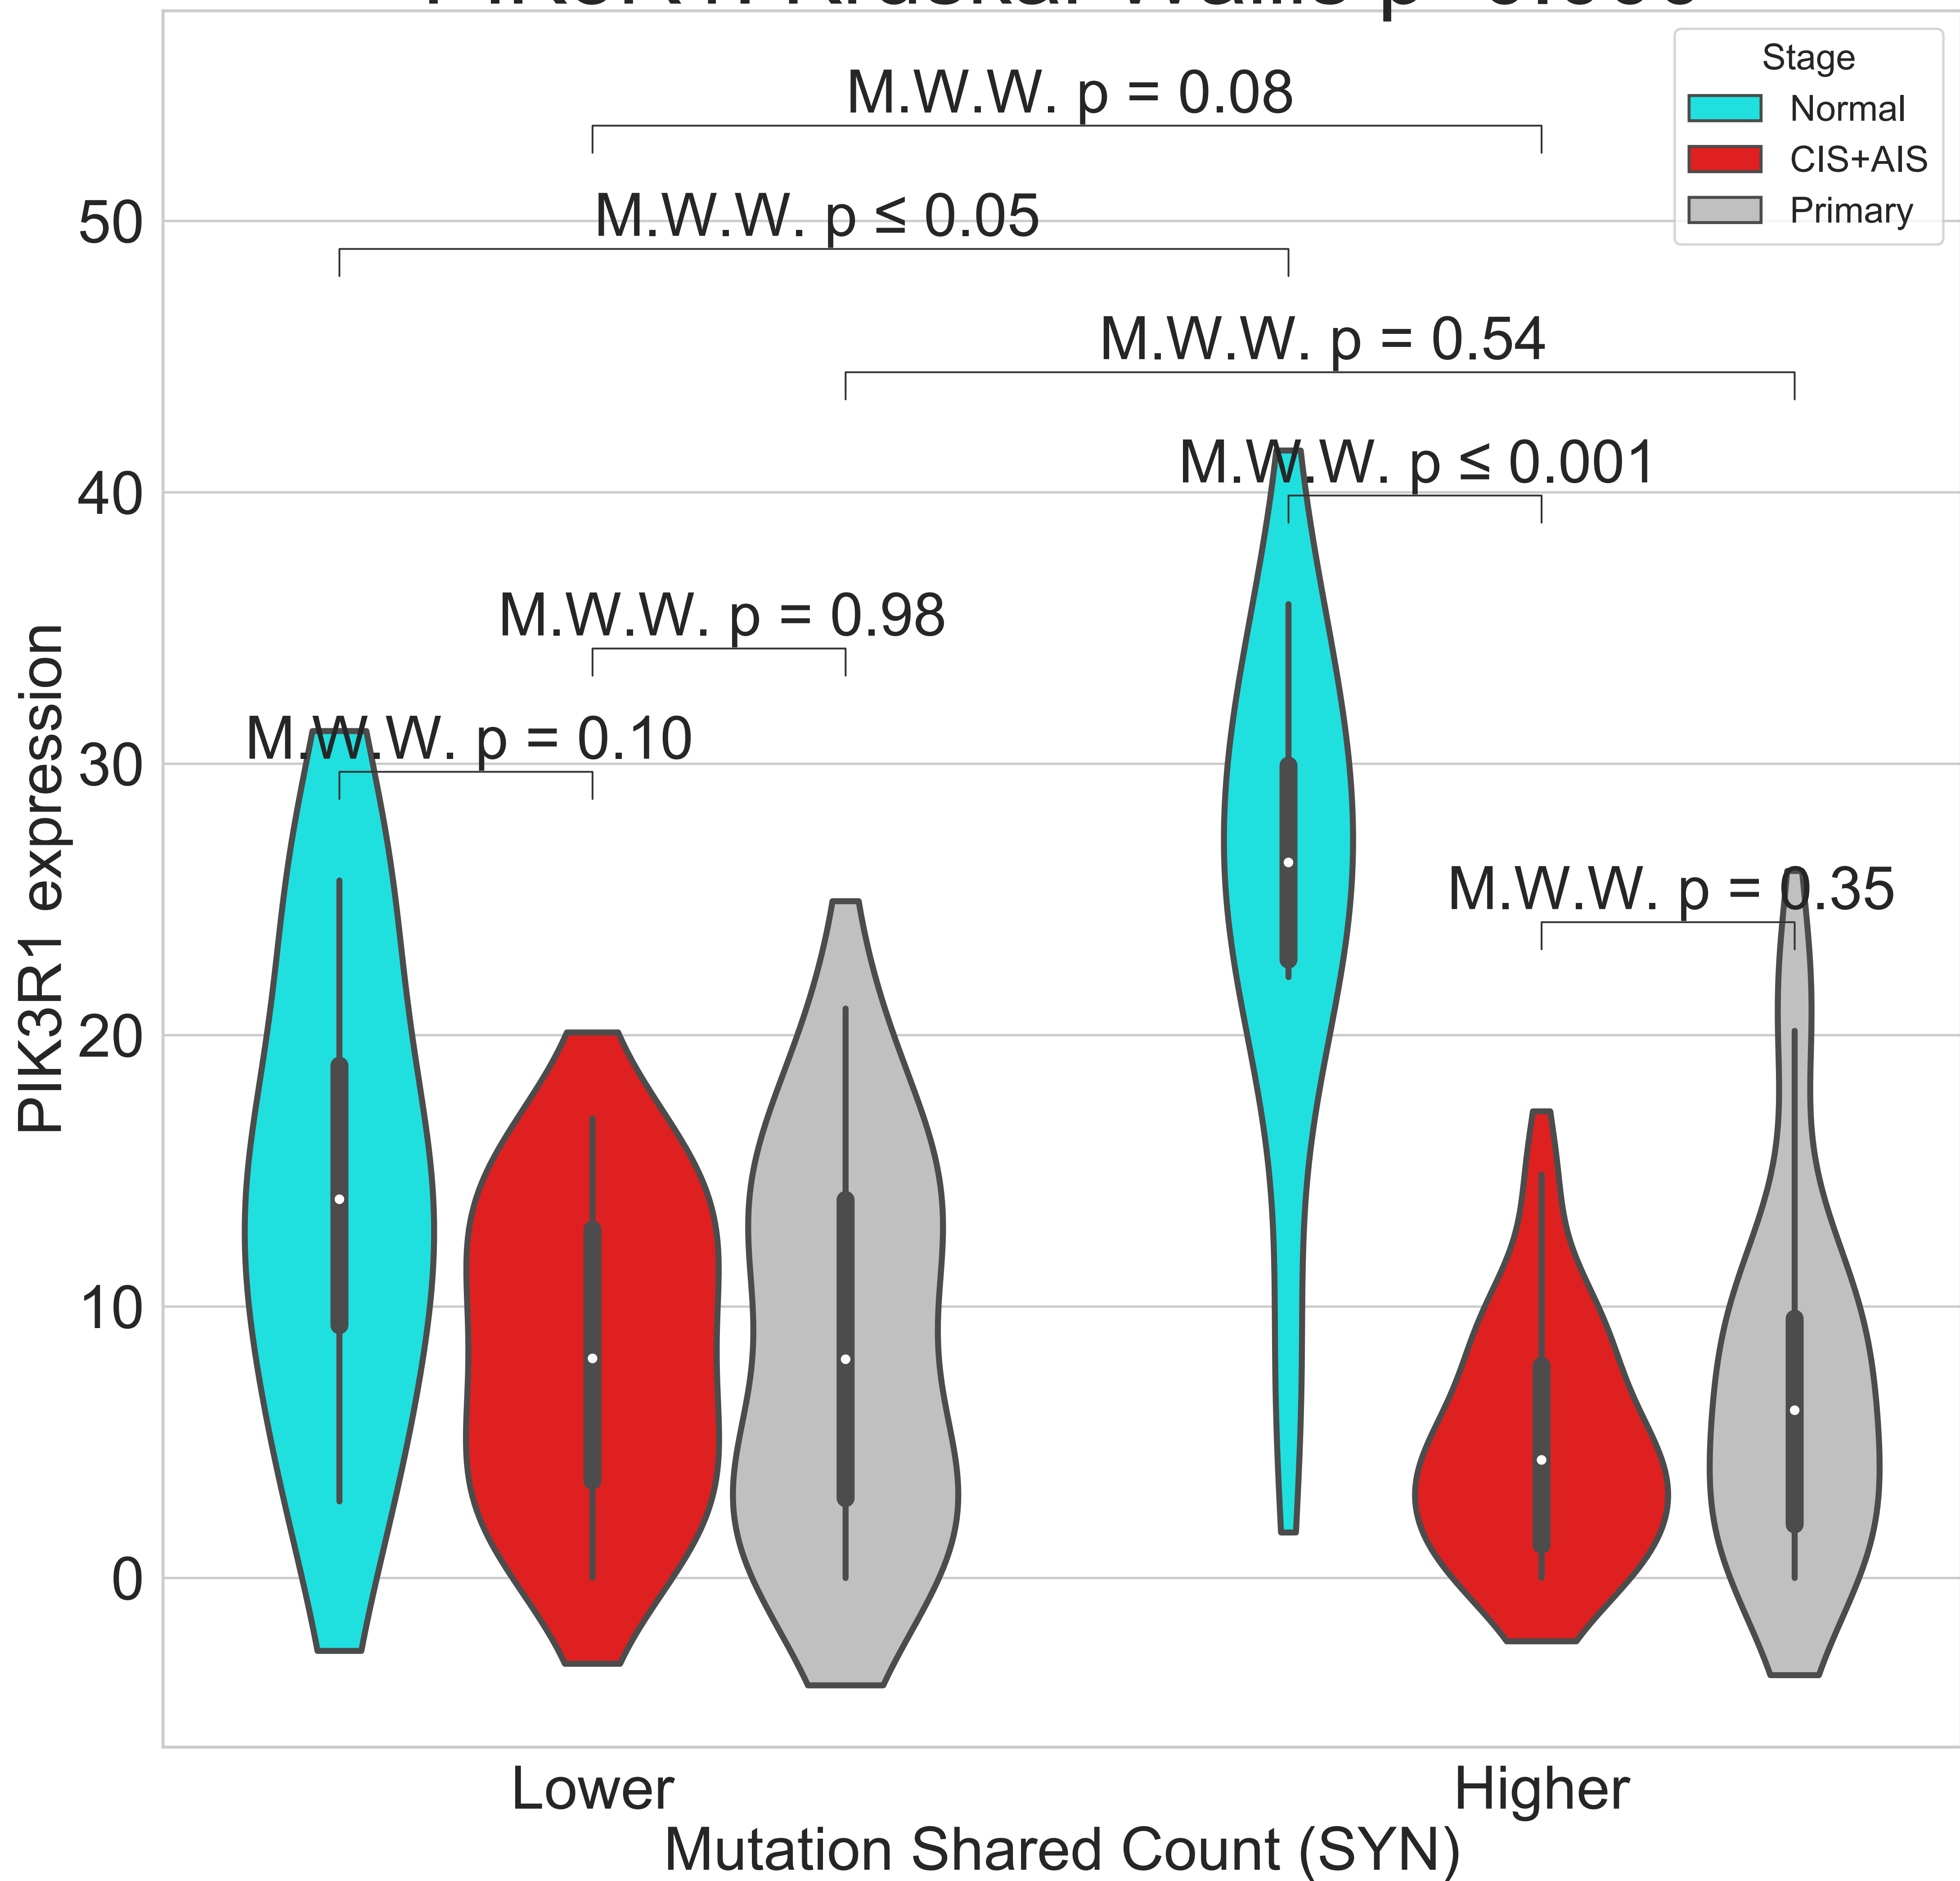 Stage
Normal
CIS+AIS
Primary
M.W.W. p = 0.08
M.W.W. p ≤ 0.05
M.W.W. p = 0.54
M.W.W. p ≤ 0.001
M.W.W. p = 0.98
M.W.W. p = 0.10
M.W.W. p = 0.35
PIK3R1 expression
50
40
30
20
10
0
Lower
Higher
Mutation Shared Count (SYN)